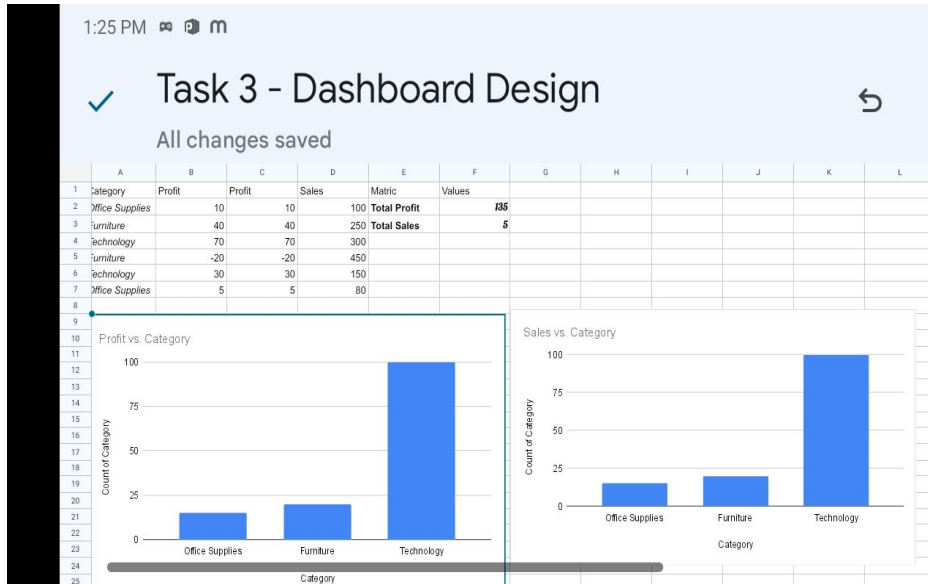 1:25 PM
Task 3 - Dashboard Design
All changes saved
A B C D E F G H I J K L
1 Category Profit Profit Sales Matric Values
2 Office Supplies 10 10 100 Total Profit 135
3 Furniture 40 40 250 Total Sales 5
4 Technology 70 70 300
5 Furniture -20 -20 450
6 Technology 30 30 150
7 Office Supplies 5 5 80
8
9
10
11
12
13
14
15
16
17
18
19
20
21
22
23
24
25
Profit vs. Category
100
75
50
25
0
Count of Category
Office Supplies Furniture Technology
Category
Sales vs. Category
100
75
50
25
0
Count of Category
Office Supplies Furniture Technology
Category